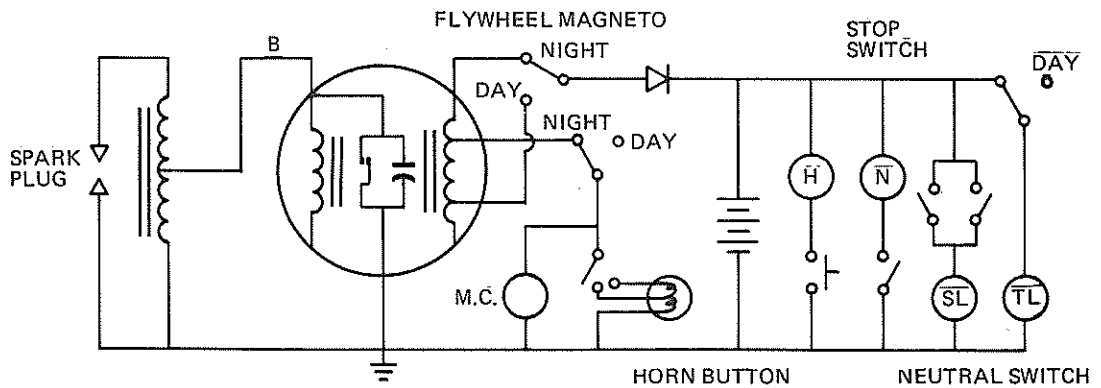 FLYWHEEL MAGNETO
STOP
SWITCH
B
NIGHT
DAY
DAY
NIGHT
DAY
SPARK
PLUG
H
N
M.C.
SL
TL
HORN BUTTON
NEUTRAL SWITCH